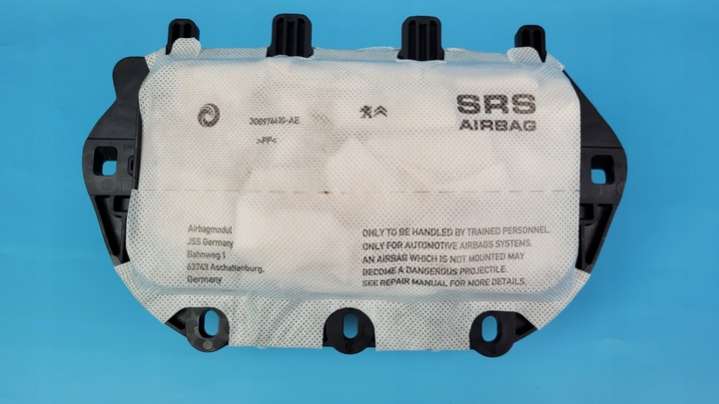 SRS
AIRBAG
>PP<
Airbagmodul
JSS Germany
Bahnweg 1
63743 Aschaffenburg,
Germany
ONLY TO BE HANDLED BY TRAINED PERSONNEL.
ONLY FOR AUTOMOTIVE AIRBAGS SYSTEMS.
AN AIRBAG WHICH IS NOT MOUNTED MAY
BECOME A DANGEROUS PROJECTILE.
SEE REPAIR MANUAL FOR MORE DETAILS.